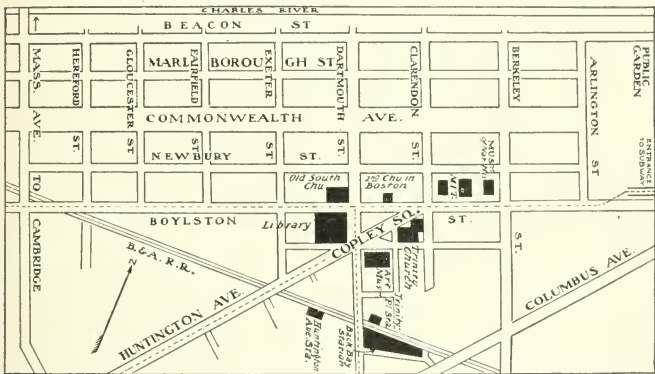 CHARLES RIVER
BEACON ST
MARLBOROUGH ST
MASS. AVE. TO CAMBRIDGE
HEREFORD ST.
GLOUCESTER ST
FAIRFIELD ST.
EXETER ST
DARTMOUTH ST.
CLARENDON ST.
BERKELEY ST.
ARLINGTON ST
PUBLIC GARDEN
ENTRANCE TO SUBWAY
COMMONWEALTH AVE.
NEWBURY ST.
Old South Chu
2nd Chu in Boston
M.I.T.
BOYLSTON ST.
Library
COPLEY SQ.
B.& A. R.R.
N
HUNTINGTON AVE.
Trinity Church
Art Mus
Trinity Pl Sta
Back Bay Station
Huntington Ave. Sta.
COLUMBUS AVE.